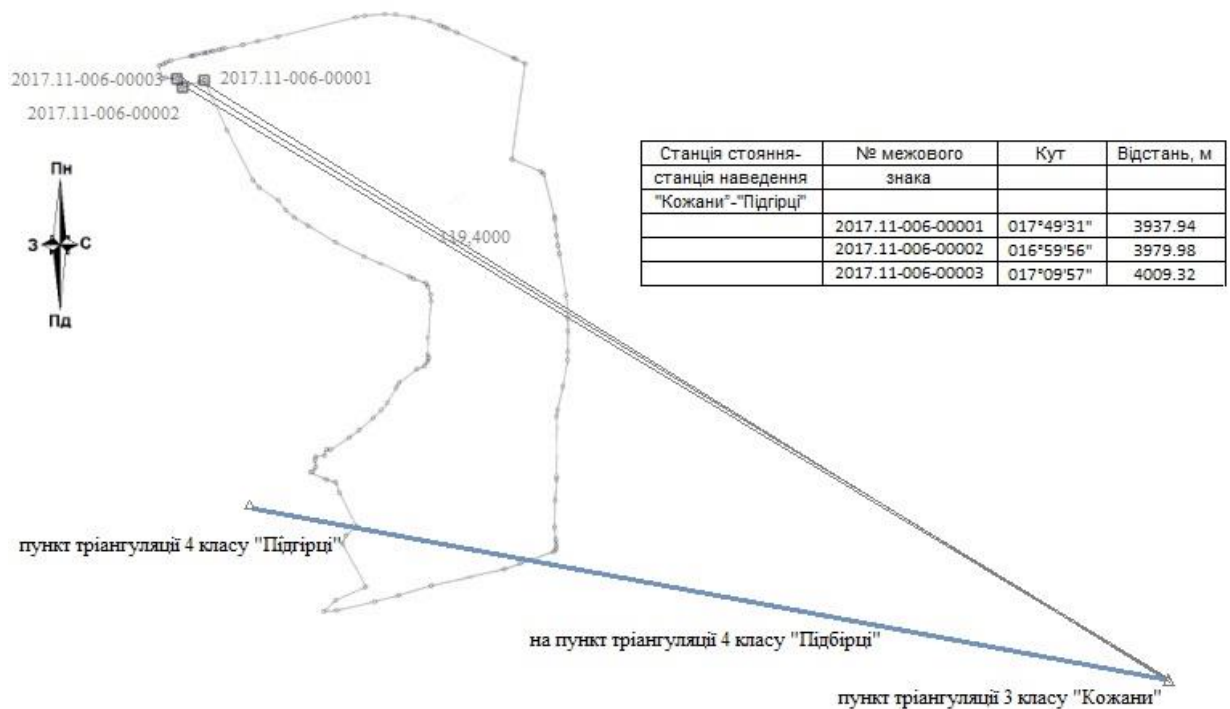 2017.11-006-00003
2017.11-006-00001
2017.11-006-00002
Пн
З С
Пд
119,4000
Станція стояння- № межового Кут Відстань, м
станція наведення знака
"Кожани"-"Підгірці"
2017.11-006-00001 017°49'31" 3937.94
2017.11-006-00002 016°59'56" 3979.98
2017.11-006-00003 017°09'57" 4009.32
пункт тріангуляції 4 класу "Підгірці"
на пункт тріангуляції 4 класу "Підбірці"
пункт тріангуляції 3 класу "Кожани"